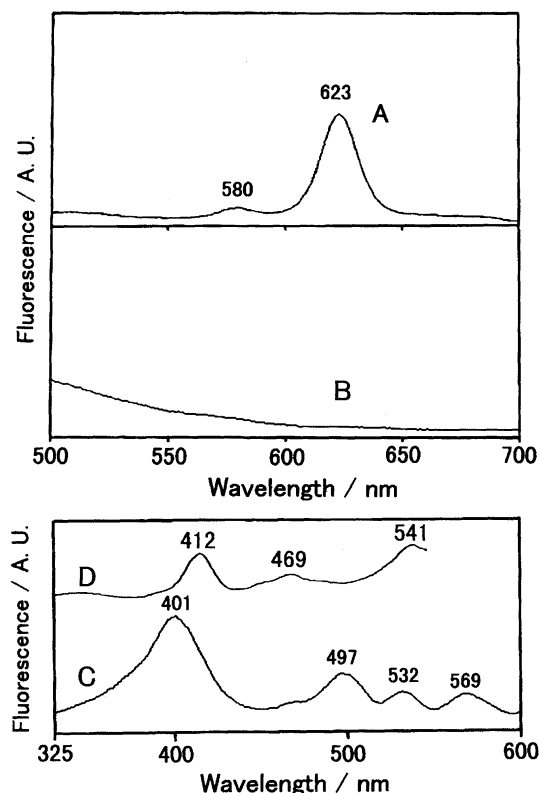 623
A
580
Fluorescence / A. U.
B
500 550 600 650 700
Wavelength / nm
412
541
469
D
401
497
532
569
C
Fluorescence / A. U.
325 400 500 600
Wavelength / nm